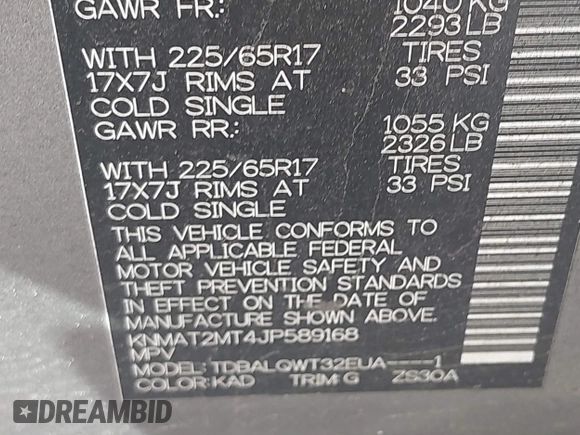 GAWR FR.: 1040 KG
2293 LB
WITH 225/65R17 TIRES
17X7J RIMS AT 33 PSI
COLD SINGLE
GAWR RR.: 1055 KG
2326 LB
WITH 225/65R17 TIRES
17X7J RIMS AT 33 PSI
COLD SINGLE
THIS VEHICLE CONFORMS TO
ALL APPLICABLE FEDERAL
MOTOR VEHICLE SAFETY AND
THEFT PREVENTION STANDARDS
IN EFFECT ON THE DATE OF
MANUFACTURE SHOWN ABOVE.
KNMAT2MT4JP589168
MPV
MODEL: TDBALQWT32EUA-----1
COLOR:KAD TRIM:G ZS30A
DREAMBID